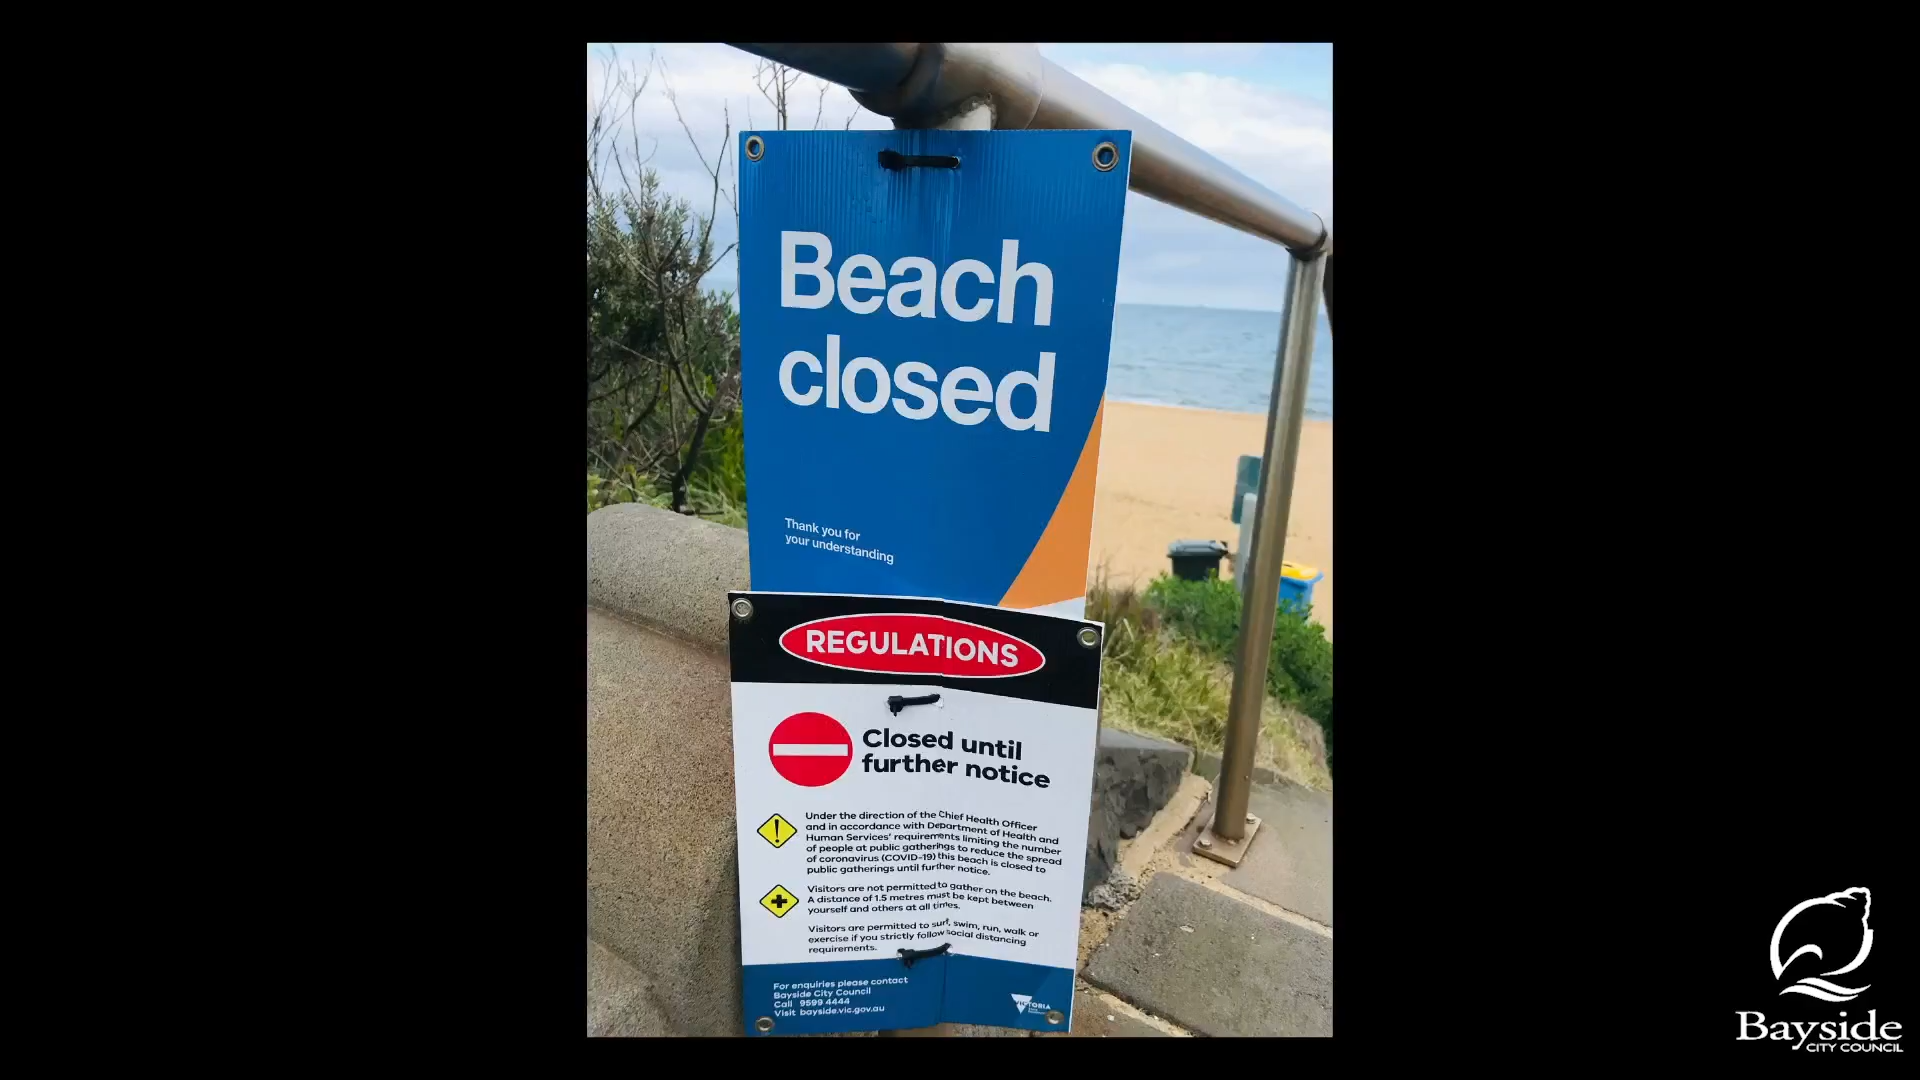 Beach
closed
Thank you for
your understanding
REGULATIONS
Closed until
further notice
Under the direction of the Chief Health Officer
and in accordance with Department of Health and
Human Services' requirements limiting the number
of people at public gatherings to reduce the spread
of coronavirus (COVID-19) this beach is closed to
public gatherings until further notice.
Visitors are not permitted to gather on the beach.
A distance of 1.5 metres must be kept between
yourself and others at all times.
Visitors are permitted to surf, swim, run, walk or
exercise if you strictly follow social distancing
requirements.
For enquiries please contact
Bayside City Council
Call 9599 4444
Visit bayside.vic.gov.au
VICTORIA
Bayside
CITY COUNCIL